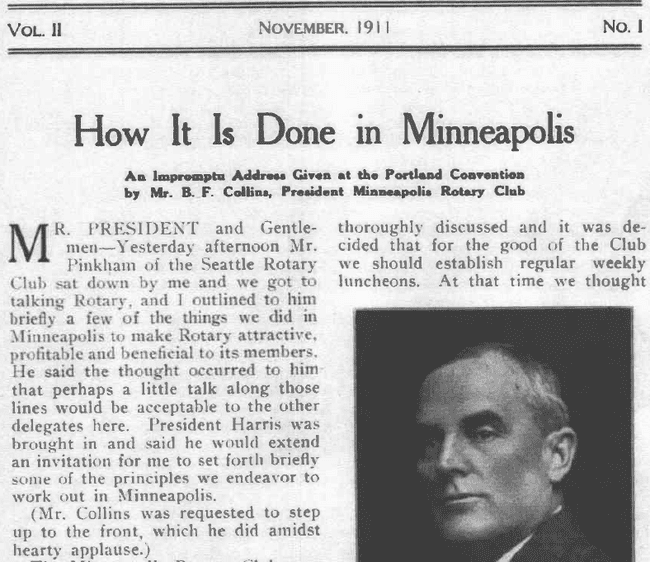 VOL. II NOVEMBER. 1911 NO. I
How It Is Done in Minneapolis
An Impromptu Address Given at the Portland Convention
by Mr. B. F. Collins, President Minneapolis Rotary Club
MR. PRESIDENT and Gentle-
men—Yesterday afternoon Mr.
Pinkham of the Seattle Rotary
Club sat down by me and we got to
talking Rotary, and I outlined to him
briefly a few of the things we did in
Minneapolis to make Rotary attractive,
profitable and beneficial to its members.
He said the thought occurred to him
that perhaps a little talk along those
lines would be acceptable to the other
delegates here. President Harris was
brought in and said he would extend
an invitation for me to set forth briefly
some of the principles we endeavor to
work out in Minneapolis.
(Mr. Collins was requested to step
up to the front, which he did amidst
hearty applause.)
thoroughly discussed and it was de-
cided that for the good of the Club
we should establish regular weekly
luncheons. At that time we thought